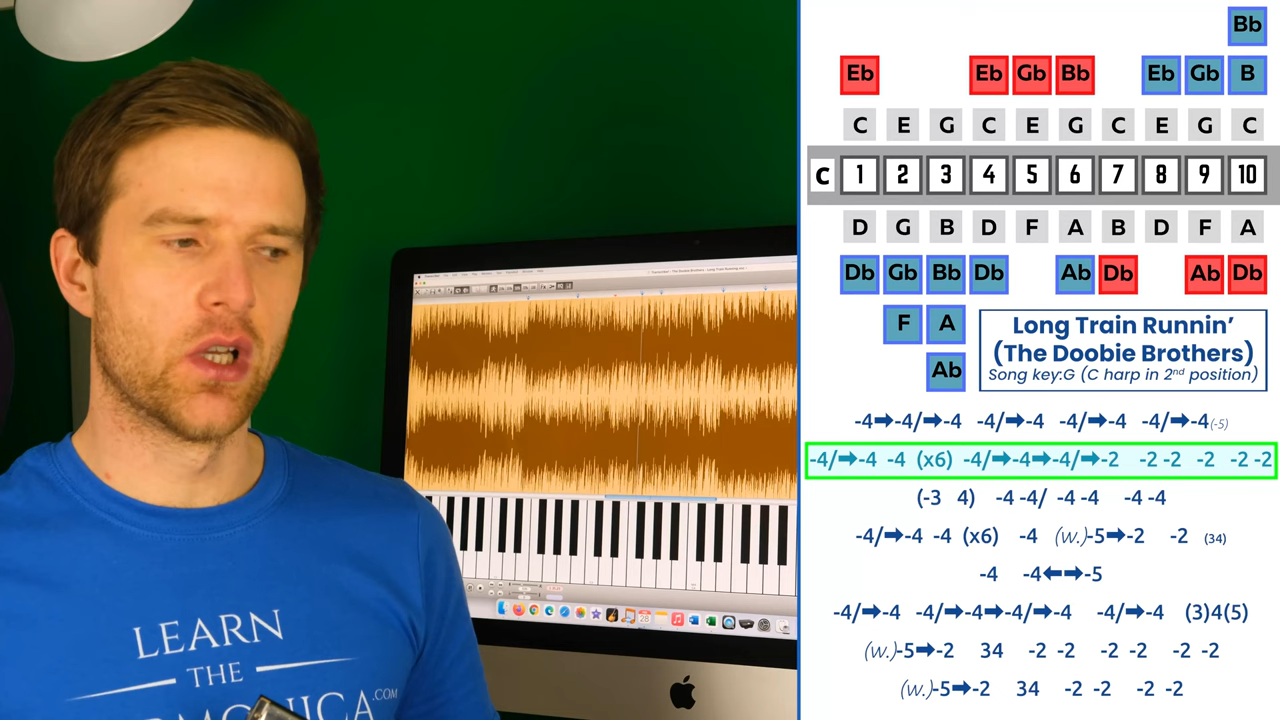 LEARN
THE
.COM
Bb
Eb Eb Gb Bb Eb Gb B
C E G C E G C E G C
C 1 2 3 4 5 6 7 8 9 10
D G B D F A B D F A
Db Gb Bb Db Ab Db Ab Db
F A
Ab
Long Train Runnin’
(The Doobie Brothers)
Song key:G (C harp in 2nd position)
-4➡-4/➡-4 -4/➡-4 -4/➡-4 -4/➡-4(-5)
-4/➡-4 -4 (x6) -4/➡-4➡-4/➡-2 -2 -2 -2 -2 -2
(-3 4) -4 -4/ -4 -4 -4 -4
-4/➡-4 -4 (x6) -4 (w.)-5➡-2 -2 (34)
-4 -4⬅➡-5
-4/➡-4 -4/➡-4➡-4/➡-4 -4/➡-4 (3)4(5)
(w.)-5➡-2 34 -2 -2 -2 -2 -2 -2
(w.)-5➡-2 34 -2 -2 -2 -2